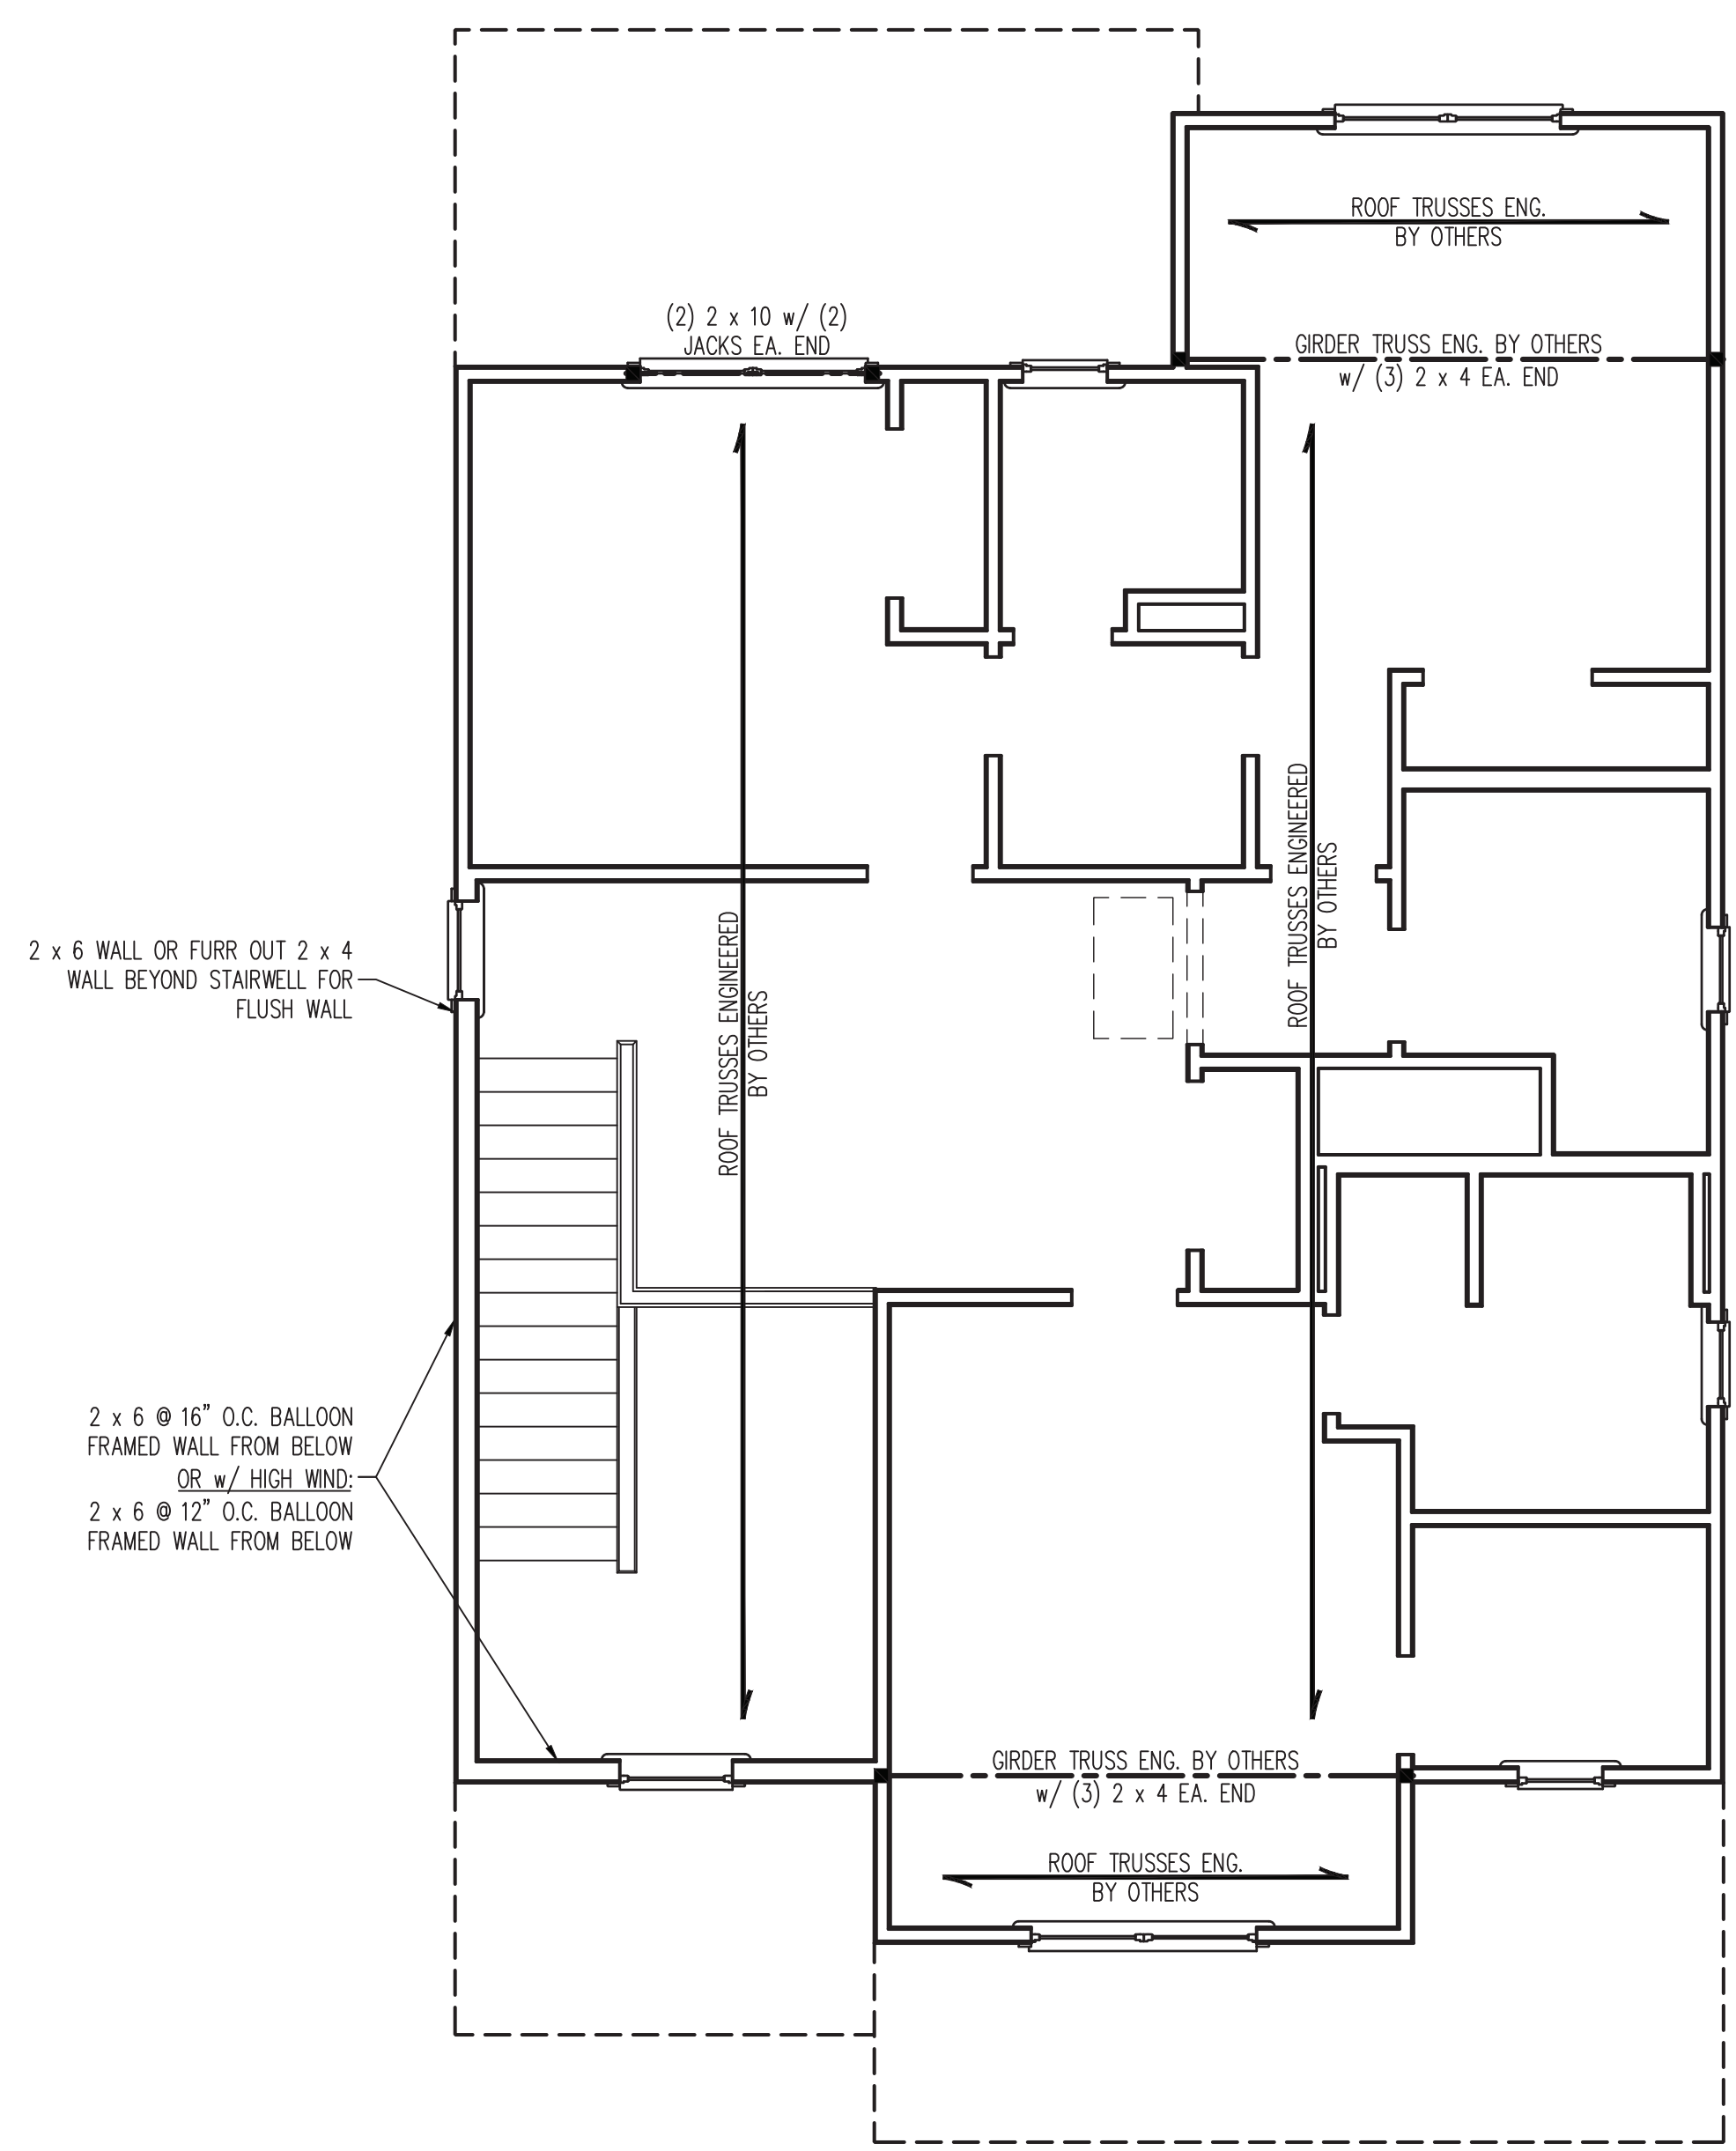 ROOF TRUSSES ENG.
BY OTHERS
(2) 2 x 10 w/ (2)
JACKS EA. END
GIRDER TRUSS ENG. BY OTHERS
w/ (3) 2 x 4 EA. END
ROOF TRUSSES ENGINEERED
BY OTHERS
ROOF TRUSSES ENGINEERED
BY OTHERS
2 x 6 WALL OR FURR OUT 2 x 4
WALL BEYOND STAIRWELL FOR
FLUSH WALL
2 x 6 @ 16" O.C. BALLOON
FRAMED WALL FROM BELOW
OR w/ HIGH WIND:
2 x 6 @ 12" O.C. BALLOON
FRAMED WALL FROM BELOW
GIRDER TRUSS ENG. BY OTHERS
w/ (3) 2 x 4 EA. END
ROOF TRUSSES ENG.
BY OTHERS